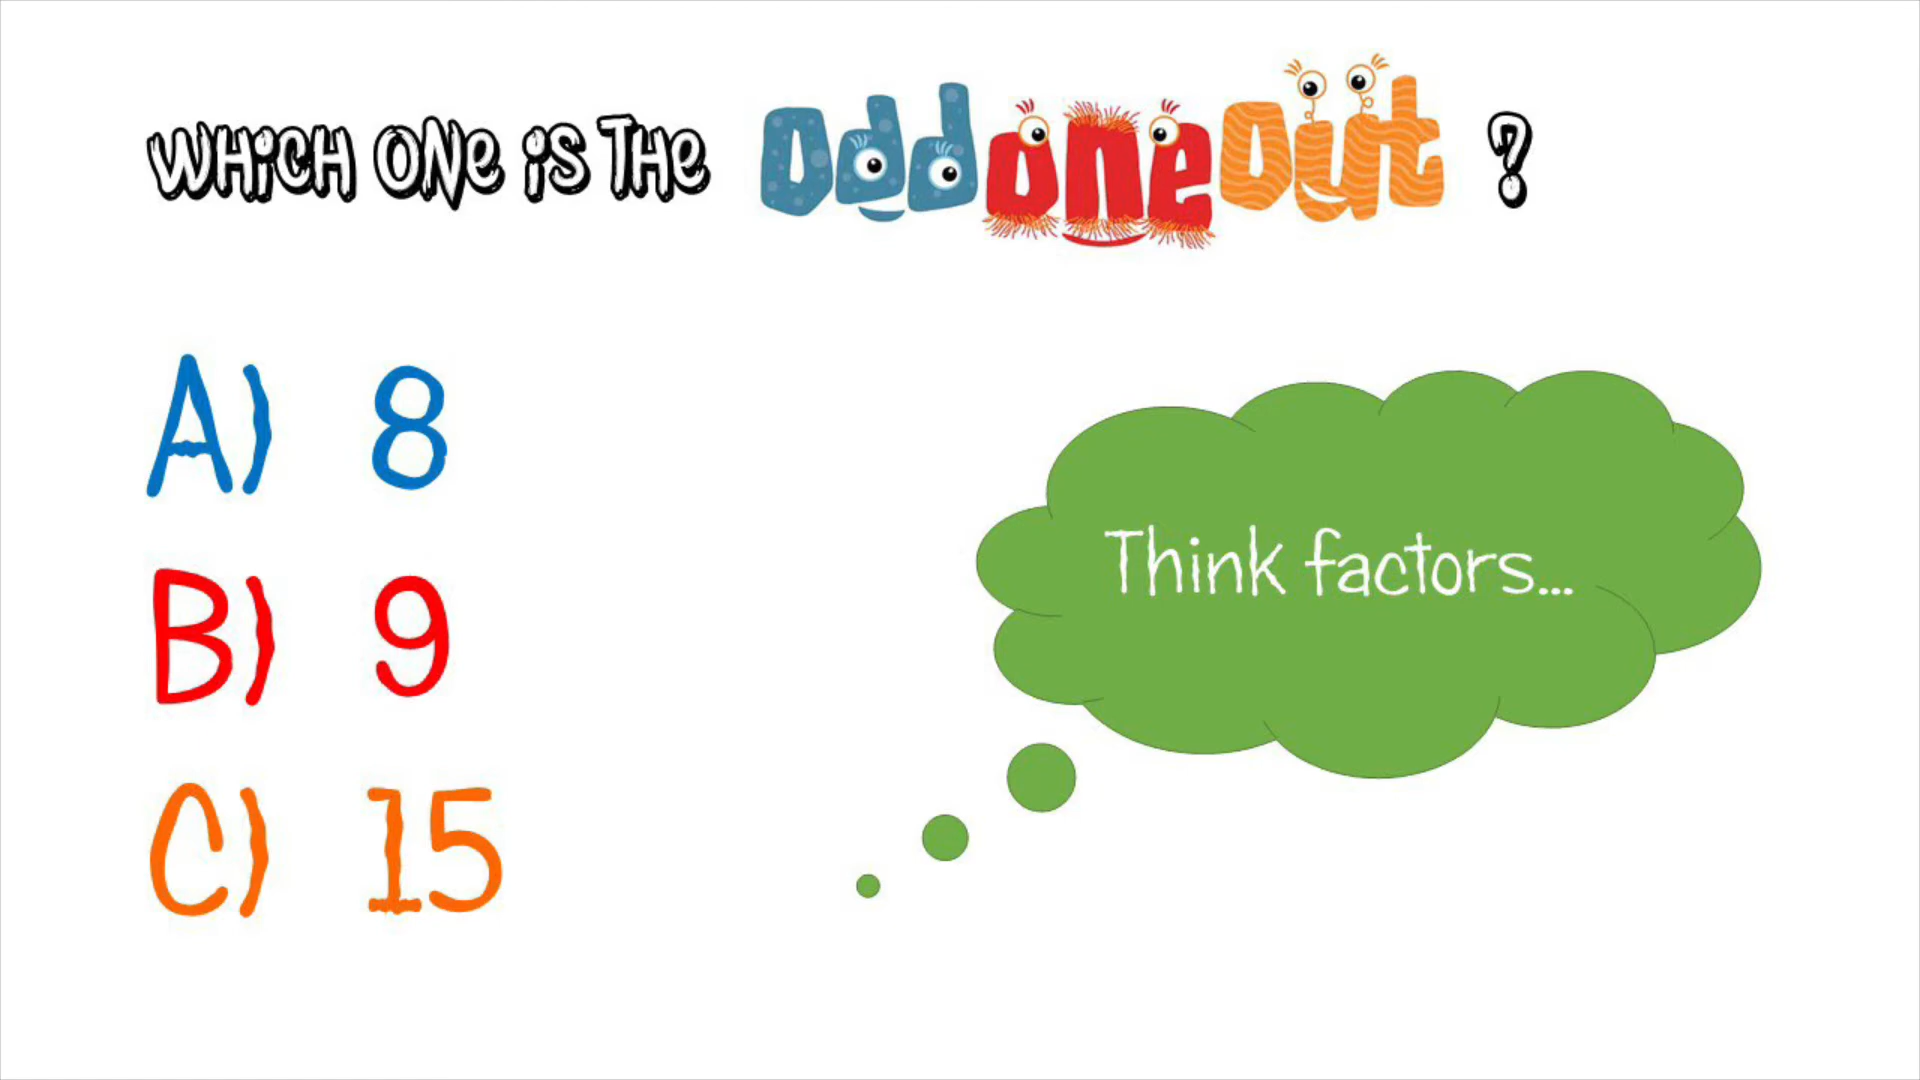 WHiCH ONe iS THe Odd one Out ?
A) 8
B) 9
Think factors...
C) 15